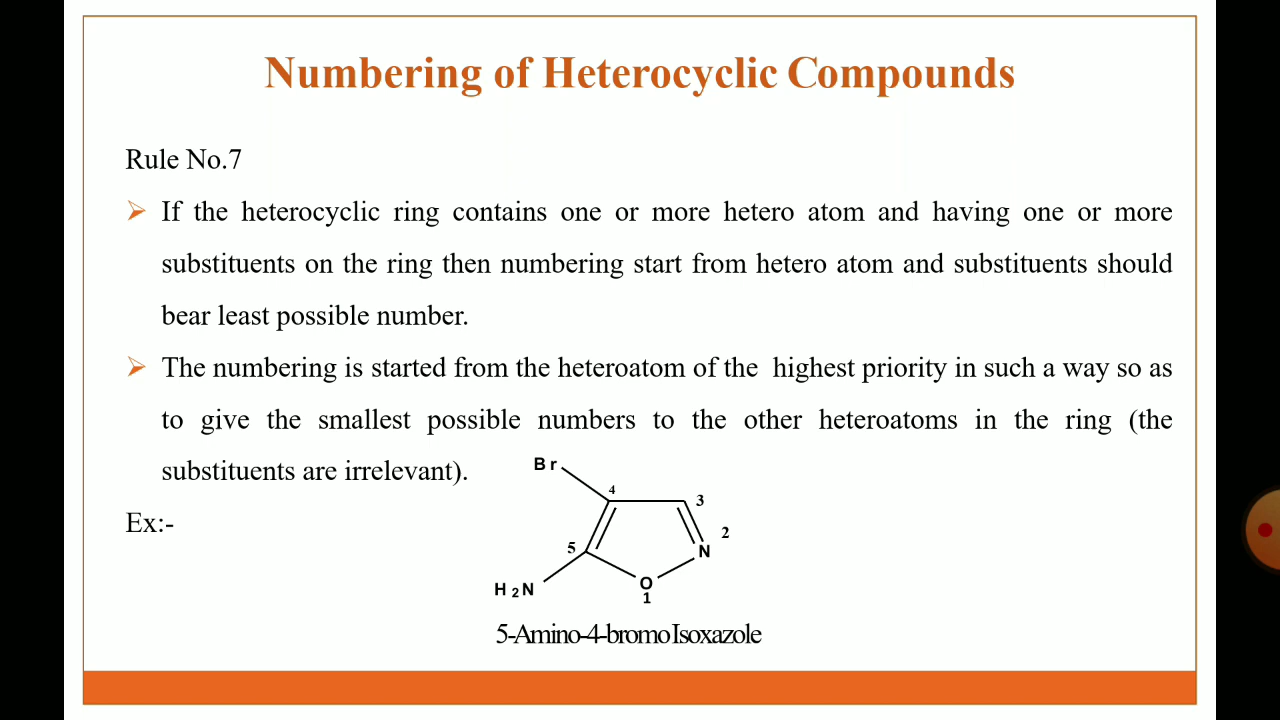 Numbering of Heterocyclic Compounds
Rule No.7
If the heterocyclic ring contains one or more hetero atom and having one or more
substituents on the ring then numbering start from hetero atom and substituents should
bear least possible number.
The numbering is started from the heteroatom of the highest priority in such a way so as
to give the smallest possible numbers to the other heteroatoms in the ring (the
substituents are irrelevant).
Ex:-
Br
4
3
2
N
5
O
1
H2N
5-Amino-4-bromo Isoxazole